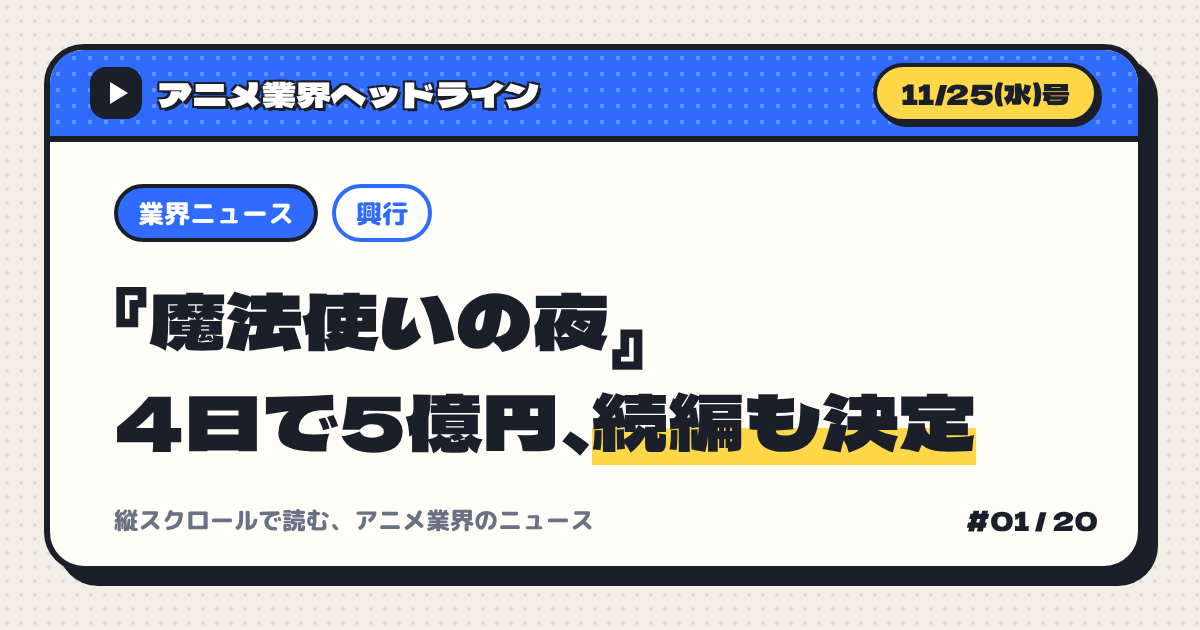 アニメ業界ヘッドライン
11/25(水)号
業界ニュース
興行
『魔法使いの夜』
4日で5億円、続編も決定
縦スクロールで読む、アニメ業界のニュース
#01/20